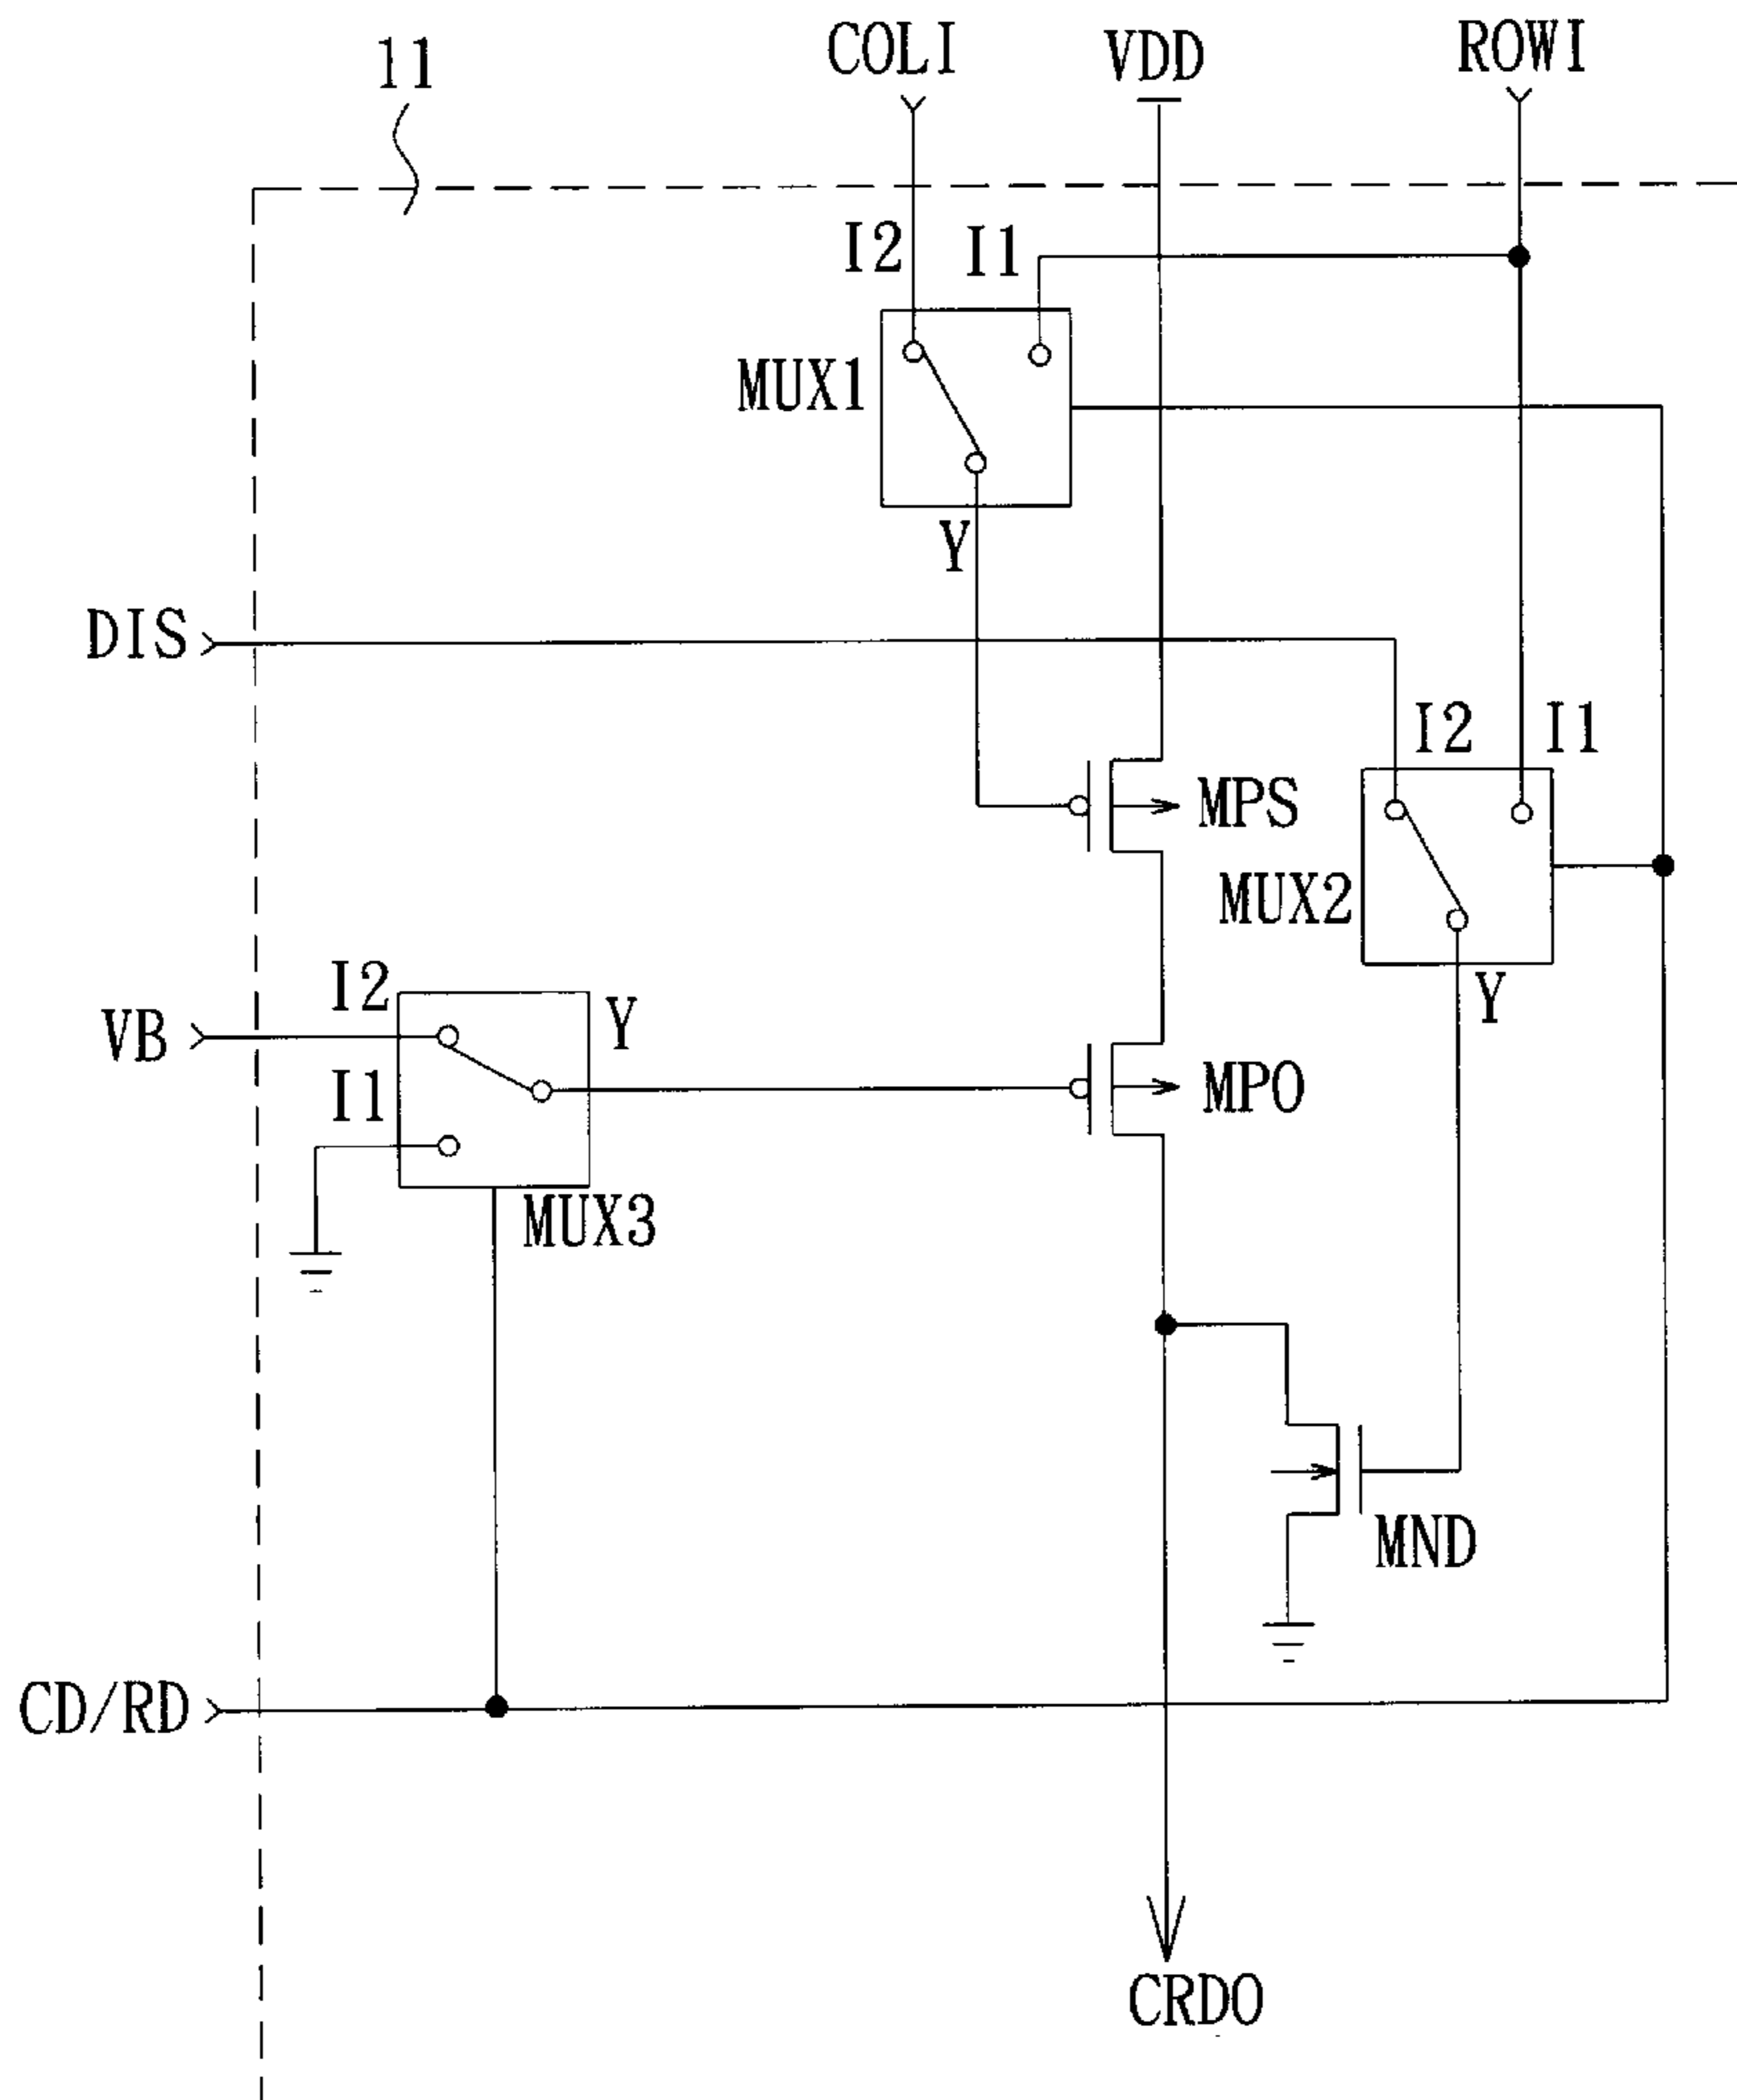 11
COLI
VDD
ROWI
I2
I1
MUX1
Y
DIS
I2
I1
MPS
MUX2
Y
I2
Y
VB
I1
MPO
MUX3
MND
CD/RD
CRDO